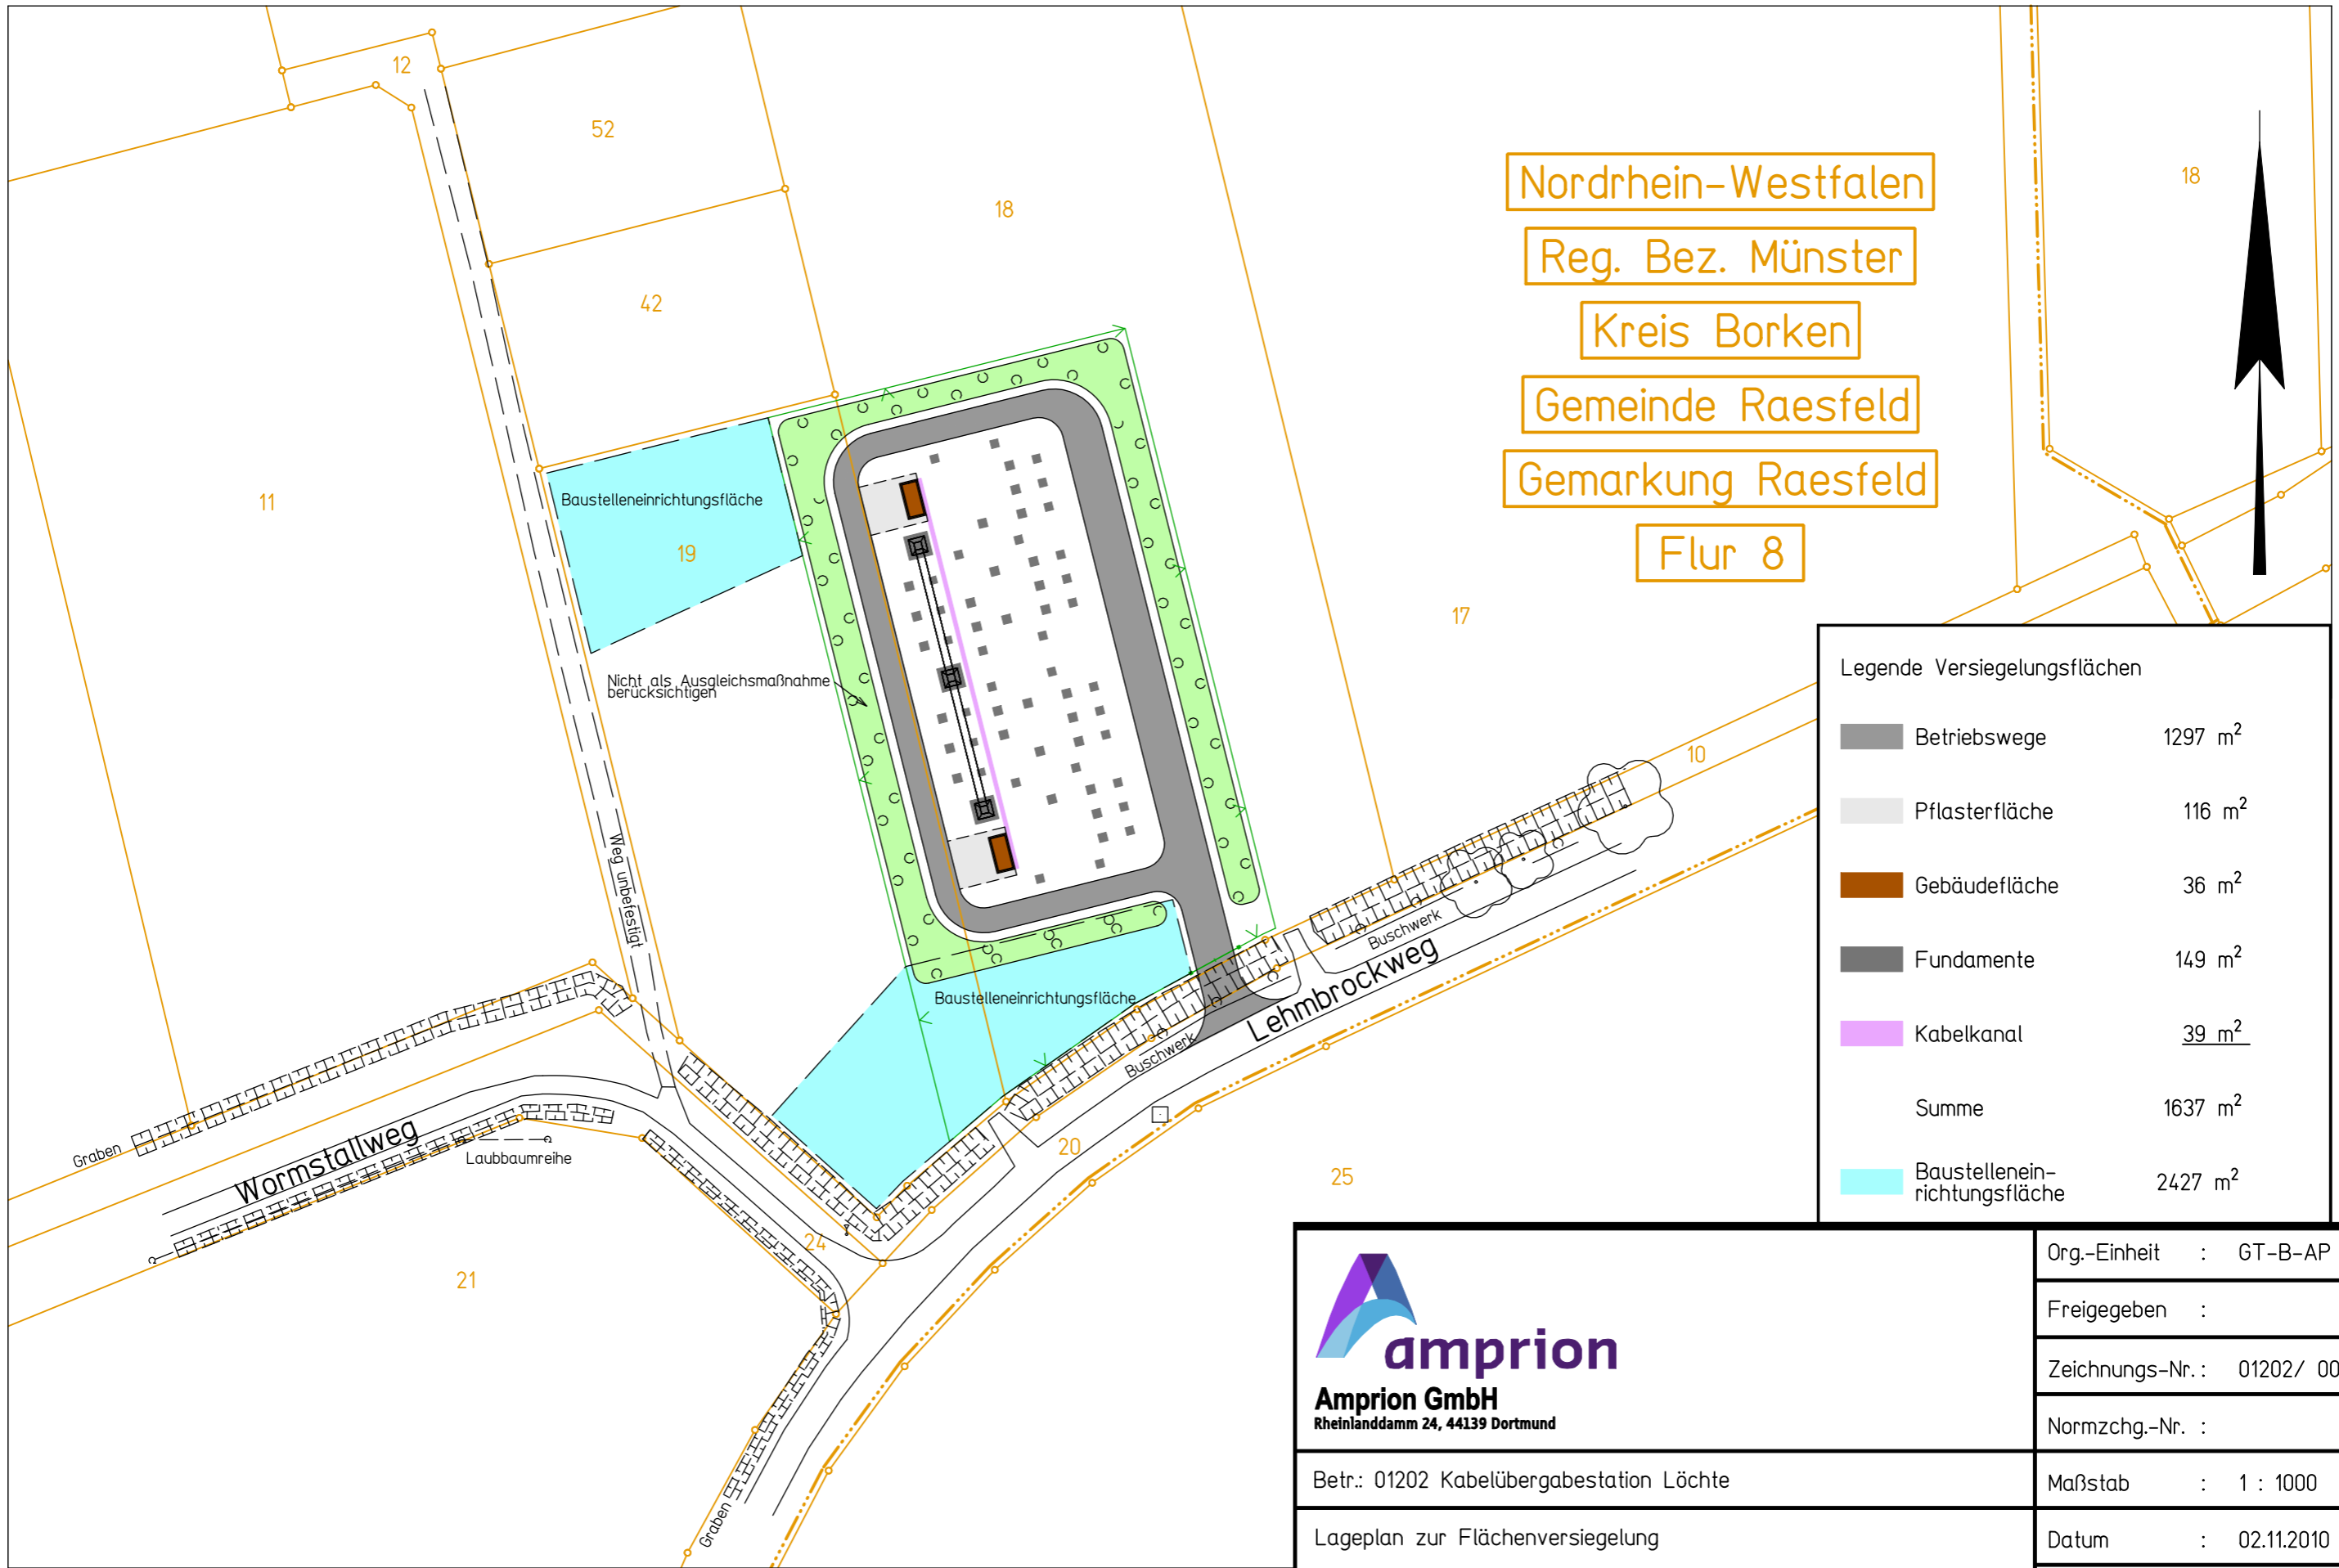 12
52
18
18
42
11
19
17
10
20
25
24
21
Nordrhein-Westfalen
Reg. Bez. Münster
Kreis Borken
Gemeinde Raesfeld
Gemarkung Raesfeld
Flur 8
Baustelleneinrichtungsfläche
Nicht als Ausgleichsmaßnahme
berücksichtigen
Weg unbefestigt
Baustelleneinrichtungsfläche
Buschwerk
Buschwerk
Lehmbrockweg
Wormstallweg
Graben
Laubbaumreihe
Graben
Legende Versiegelungsflächen
Betriebswege 1297 m²
Pflasterfläche 116 m²
Gebäudefläche 36 m²
Fundamente 149 m²
Kabelkanal 39 m²
Summe 1637 m²
Baustellenein-
richtungsfläche 2427 m²
amprion
Amprion GmbH
Rheinlanddamm 24, 44139 Dortmund
Betr.: 01202 Kabelübergabestation Löchte
Lageplan zur Flächenversiegelung
Org.-Einheit : GT-B-AP
Freigegeben :
Zeichnungs-Nr. : 01202/ 00
Normzchg.-Nr. :
Maßstab : 1 : 1000
Datum : 02.11.2010